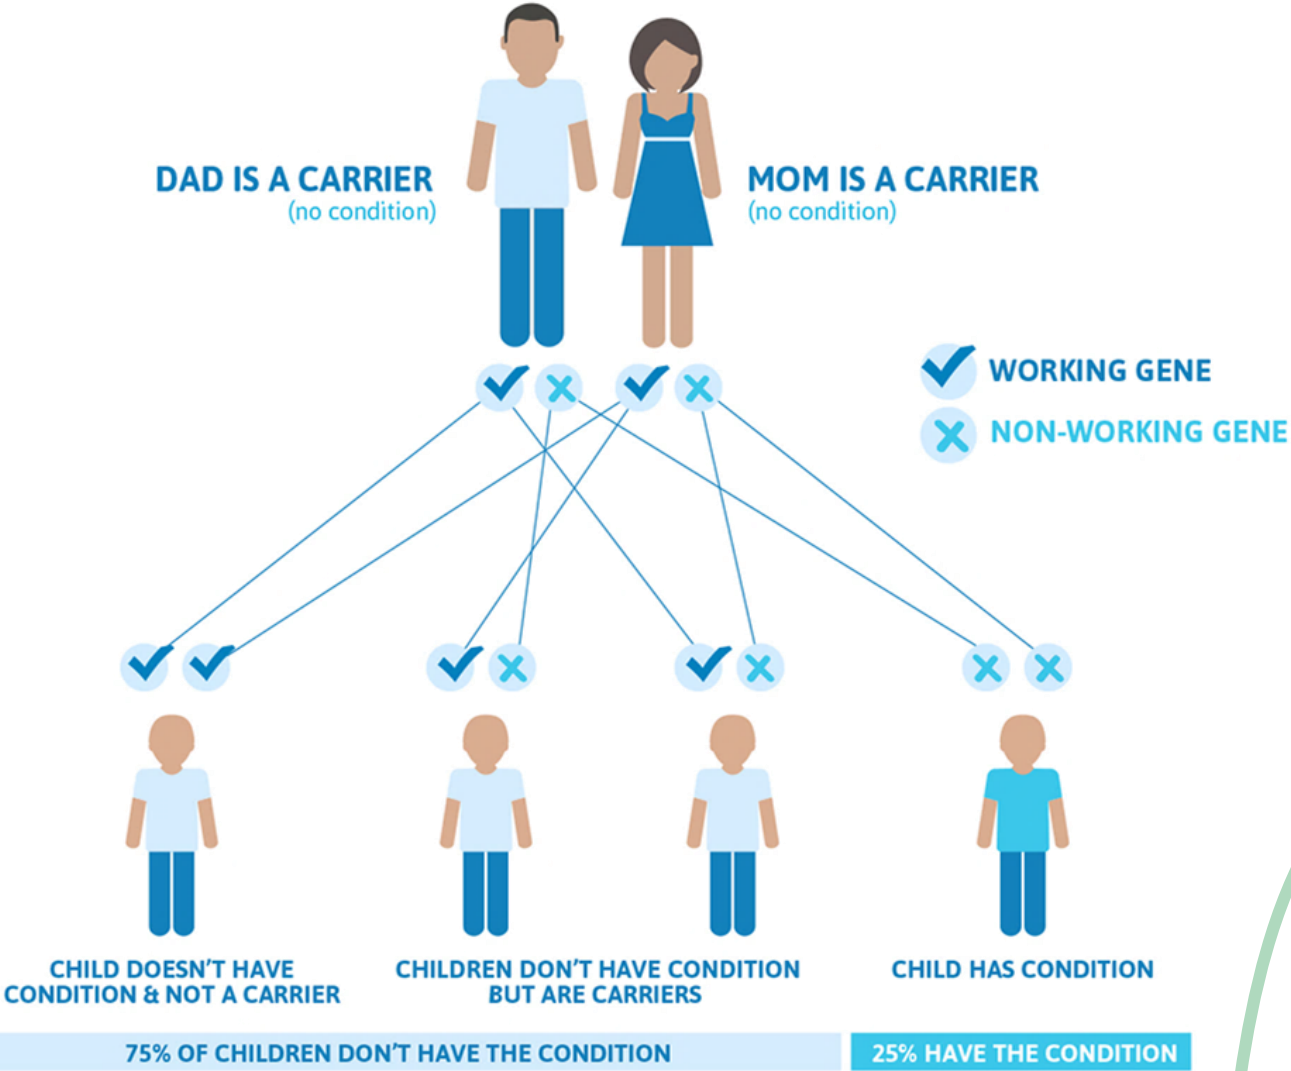 DAD IS A CARRIER
(no condition)
MOM IS A CARRIER
(no condition)
WORKING GENE
NON-WORKING GENE
CHILD DOESN'T HAVE
CONDITION & NOT A CARRIER
CHILDREN DON'T HAVE CONDITION
BUT ARE CARRIERS
CHILD HAS CONDITION
75% OF CHILDREN DON'T HAVE THE CONDITION
25% HAVE THE CONDITION